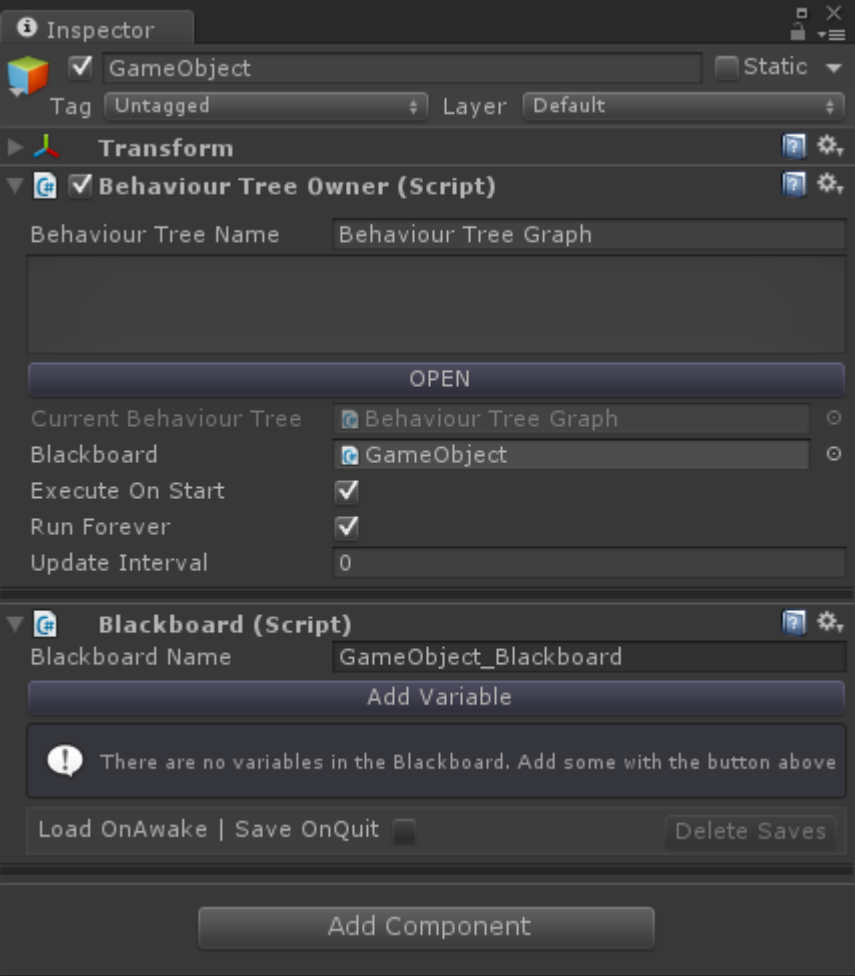 Inspector
GameObject Static
Tag Untagged Layer Default
Transform
Behaviour Tree Owner (Script)
Behaviour Tree Name Behaviour Tree Graph
OPEN
Current Behaviour Tree Behaviour Tree Graph
Blackboard GameObject
Execute On Start
Run Forever
Update Interval 0
Blackboard (Script)
Blackboard Name GameObject_Blackboard
Add Variable
There are no variables in the Blackboard. Add some with the button above
Load OnAwake | Save OnQuit Delete Saves
Add Component